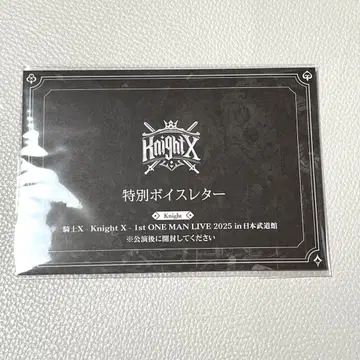 Knight X
特別ボイスレター
Knight
騎士X - Knight X - 1st ONE MAN LIVE 2025 in 日本武道館
※公演後に開封してください